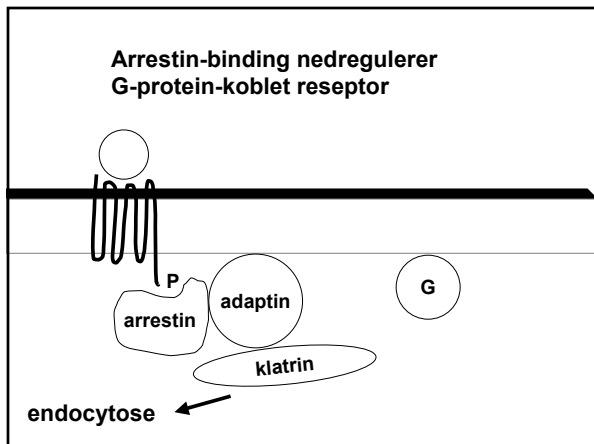 Arrestin-binding nedregulerer
G-protein-koblet reseptor
P
G
adaptin
arrestin
klatrin
endocytose